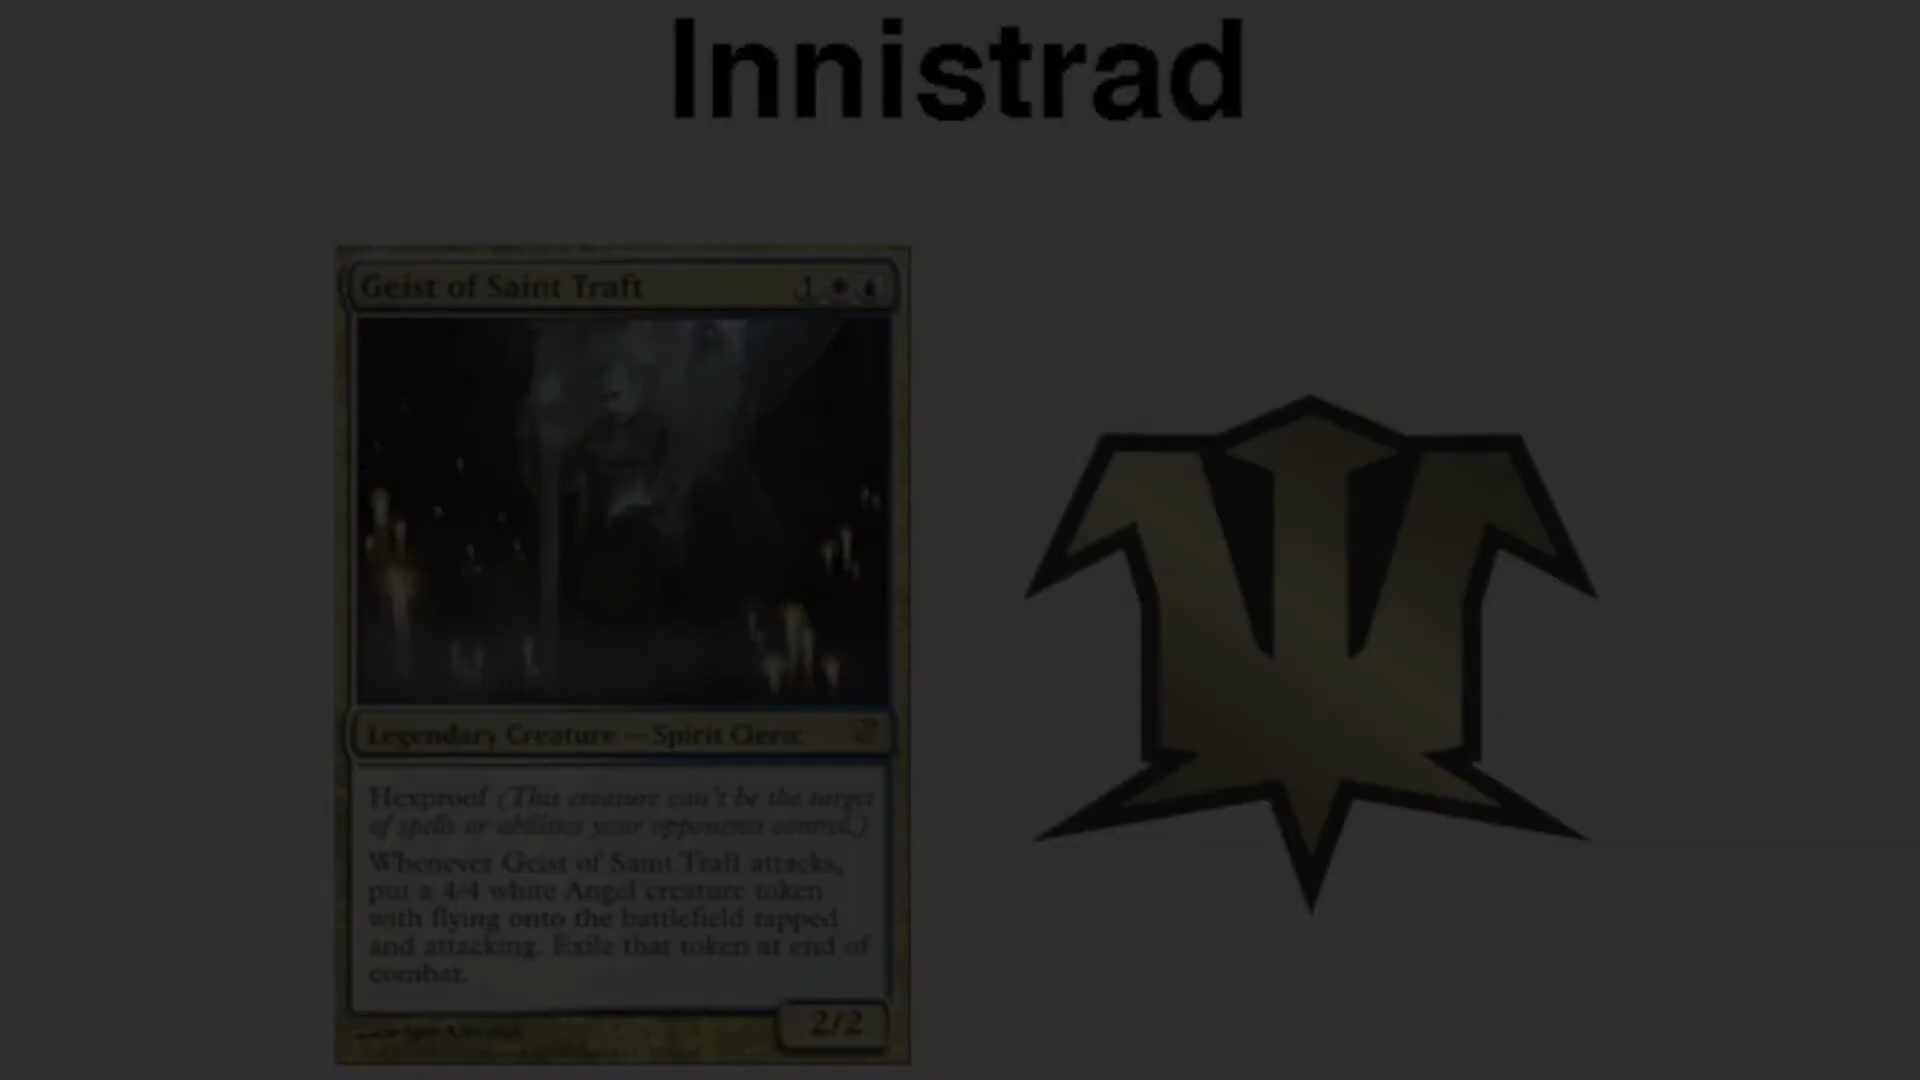 Innistrad
Geist of Saint Traft 1
Legendary Creature — Spirit Cleric
Hexproof (This creature can't be the target
of spells or abilities your opponents control.)
Whenever Geist of Saint Traft attacks,
put a 4/4 white Angel creature token
with flying onto the battlefield tapped
and attacking. Exile that token at end of
combat.
2/2